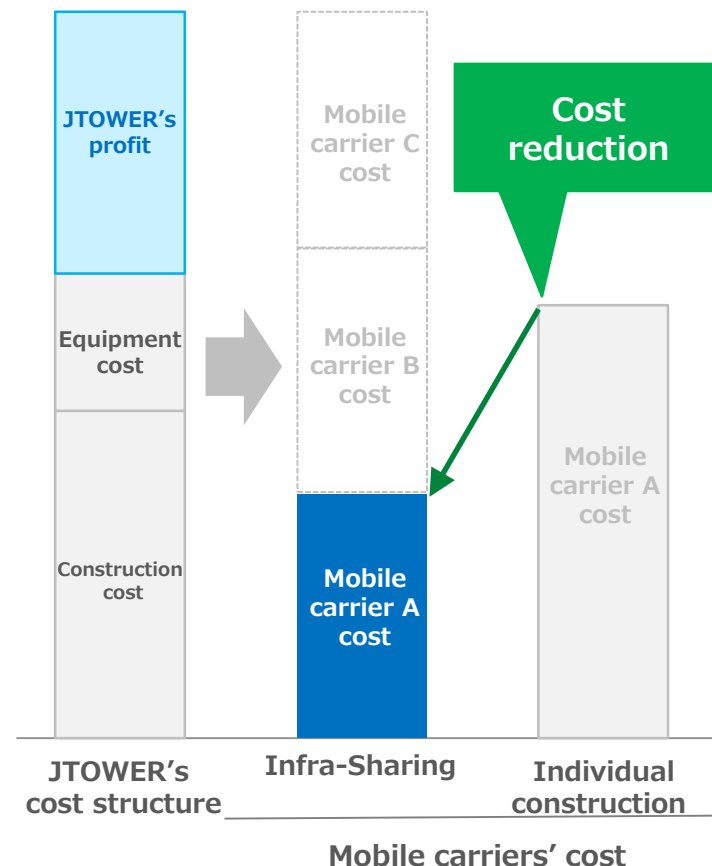 JTOWER’s
profit
Equipment
cost
Construction
cost
Mobile
carrier C
cost
Mobile
carrier B
cost
Mobile
carrier A
cost
Cost
reduction
Mobile
carrier A
cost
JTOWER’s
cost structure
Infra-Sharing
Individual
construction
Mobile carriers’ cost